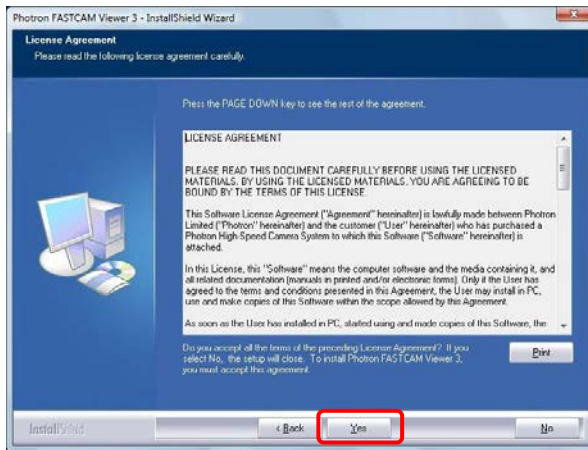 Photron FASTCAM Viewer 3 - InstallShield Wizard
License Agreement
Please read the following license agreement carefully.
Press the PAGE DOWN key to see the rest of the agreement.
LICENSE AGREEMENT
PLEASE READ THIS DOCUMENT CAREFULLY BEFORE USING THE LICENSED
MATERIALS. BY USING THE LICENSED MATERIALS, YOU ARE AGREEING TO BE
BOUND BY THE TERMS OF THIS LICENSE.
This Software License Agreement ("Agreement" hereinafter) is lawfully made between Photron
Limited ("Photron" hereinafter) and the customer ("User" hereinafter) who has purchased a
Photron High-Speed Camera System to which this Software ("Software" hereinafter) is
attached.
In this License, this "Software" means the computer software and the media containing it, and
all related documentation (manuals in printed and/or electronic forms). Only if the User has
agreed to the terms and conditions presented in this Agreement, the User may install in PC,
use and make copies of this Software within the scope allowed by this Agreement.
As soon as the User has installed in PC, started using and made copies of this Software, the
Do you accept all the terms of the preceding License Agreement? If you
select No, the setup will close. To install Photron FASTCAM Viewer 3,
you must accept this agreement.
Print
InstallShield
< Back
Yes
No